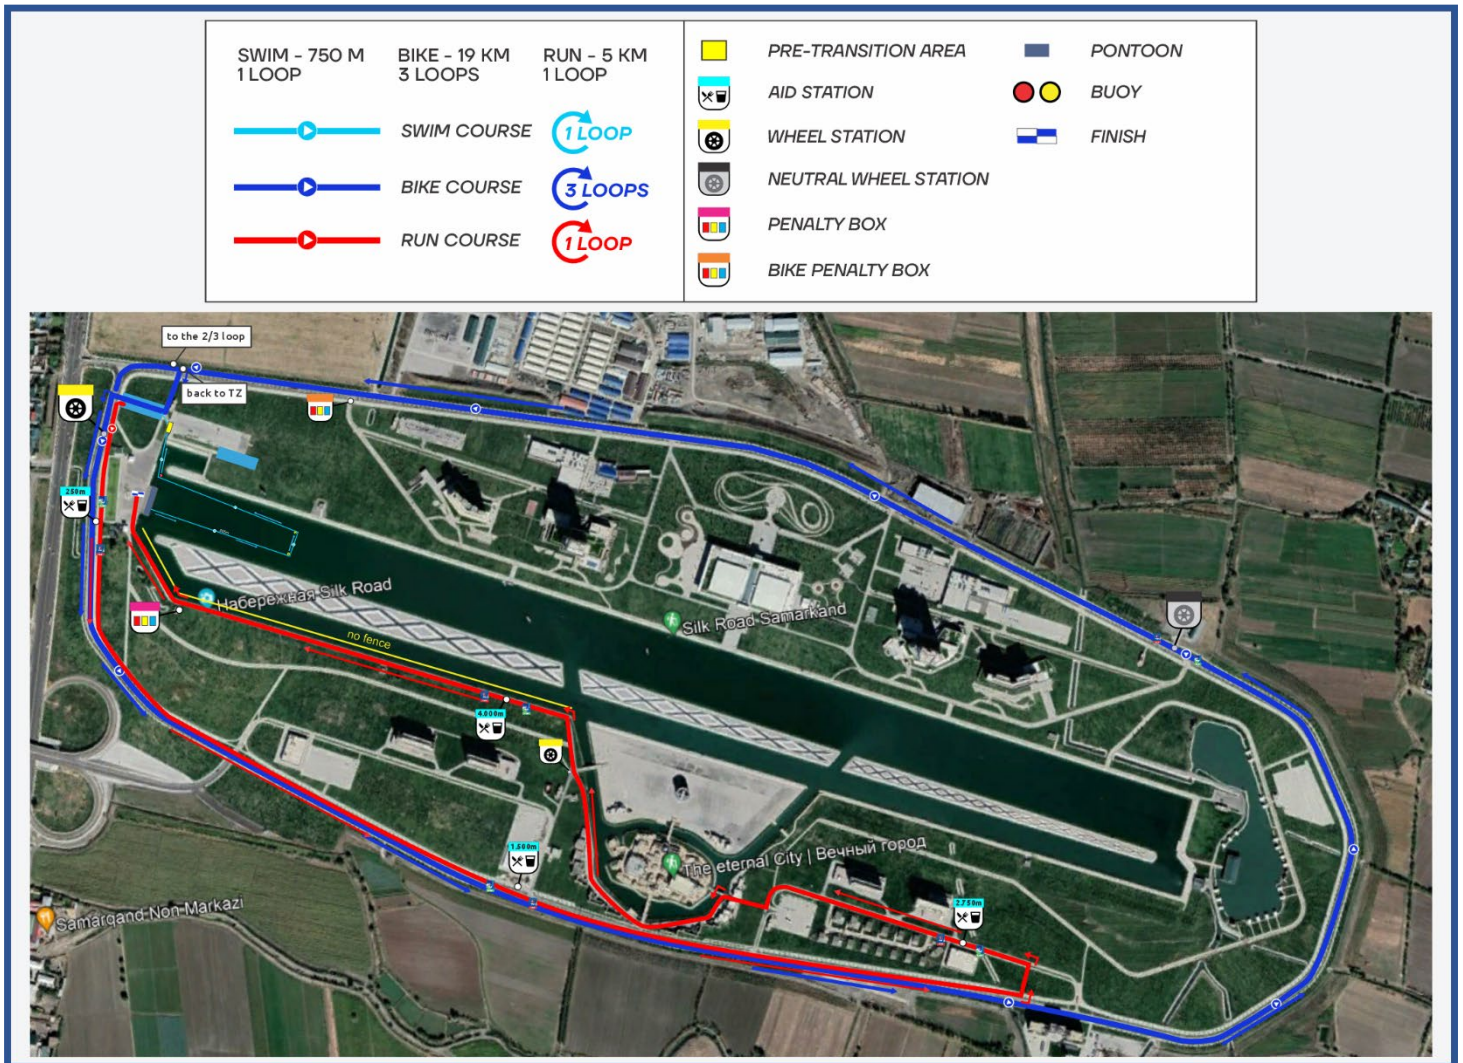 SWIM - 750 M
1 LOOP
BIKE - 19 KM
3 LOOPS
RUN - 5 KM
1 LOOP
SWIM COURSE
1 LOOP
BIKE COURSE
3 LOOPS
RUN COURSE
1 LOOP
PRE-TRANSITION AREA
AID STATION
WHEEL STATION
NEUTRAL WHEEL STATION
PENALTY BOX
BIKE PENALTY BOX
PONTOON
BUOY
FINISH
to the 2/3 loop
back to TZ
250m
Набережная Silk Road
Silk Road Samarkand
no fence
4.000m
1.500m
The eternal City | Вечный город
2.750m
Samarqand Non Markazi